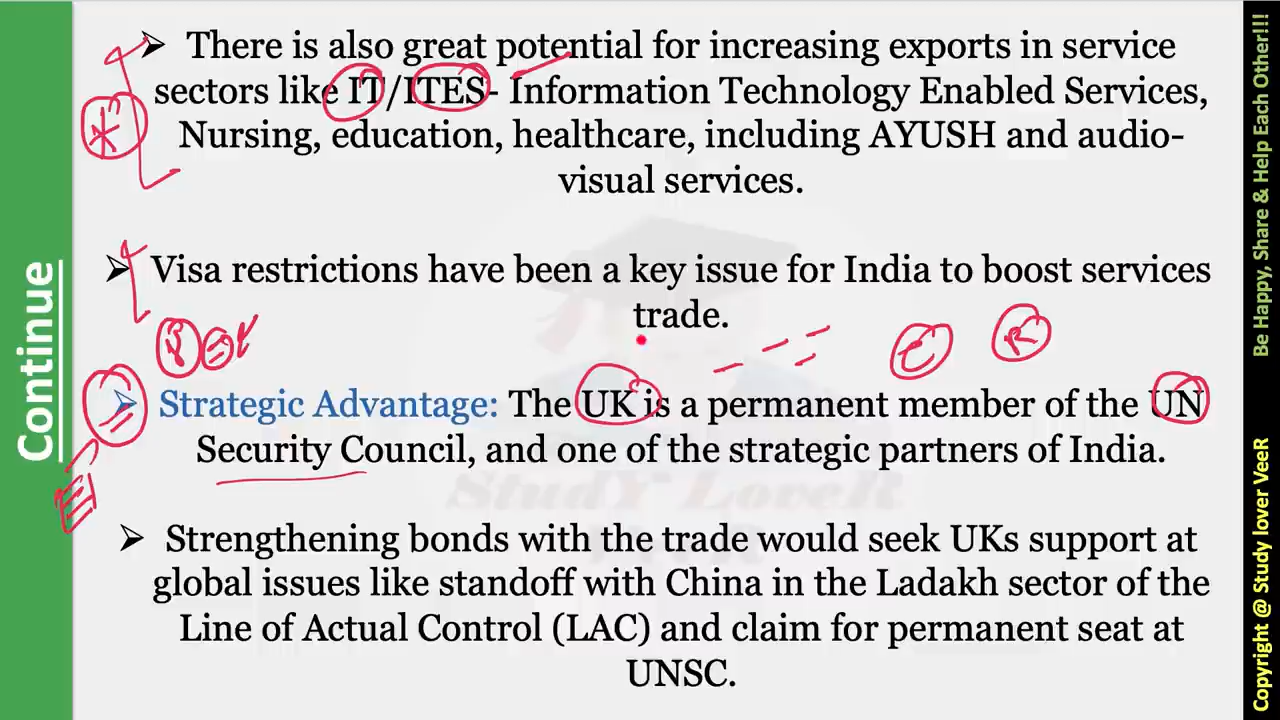 ➢ There is also great potential for increasing exports in service
sectors like IT/ITES- Information Technology Enabled Services,
Nursing, education, healthcare, including AYUSH and audio-
visual services.
➢ Visa restrictions have been a key issue for India to boost services
trade.
➢ Strategic Advantage: The UK is a permanent member of the UN
Security Council, and one of the strategic partners of India.
➢ Strengthening bonds with the trade would seek UKs support at
global issues like standoff with China in the Ladakh sector of the
Line of Actual Control (LAC) and claim for permanent seat at
UNSC.
Continue
Be Happy, Share & Help Each Other!!!
Copyright @ Study lover VeeR